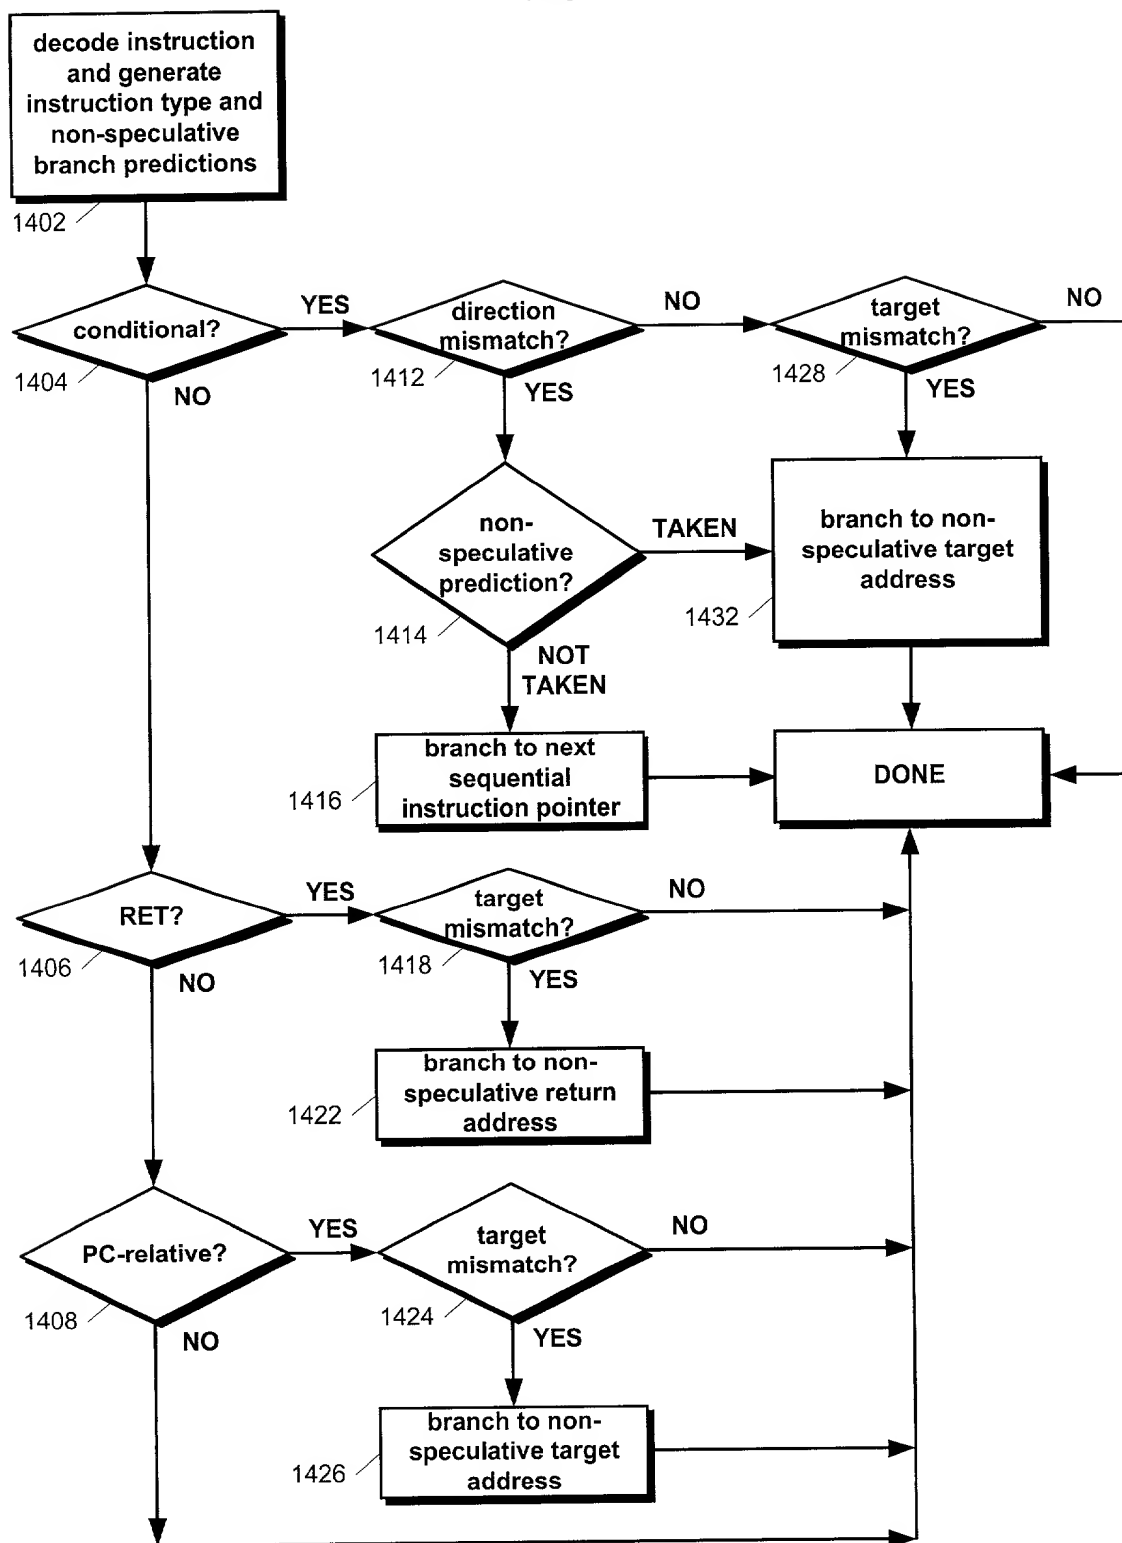 decode instruction
and generate
instruction type and
non-speculative
branch predictions
1402
conditional?
1404
YES
NO
direction
mismatch?
1412
NO
YES
target
mismatch?
1428
NO
YES
non-
speculative
prediction?
1414
TAKEN
NOT
TAKEN
branch to non-
speculative target
address
1432
branch to next
sequential
instruction pointer
1416
DONE
RET?
1406
YES
NO
target
mismatch?
1418
NO
YES
branch to non-
speculative return
address
1422
PC-relative?
1408
YES
NO
target
mismatch?
1424
NO
YES
branch to non-
speculative target
address
1426